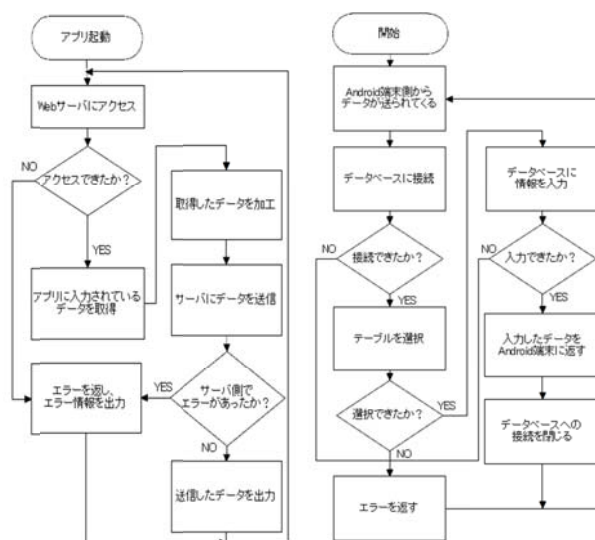 アプリ起動
Webサーバにアクセス
NO
アクセスできたか?
YES
アプリに入力されている
データを取得
取得したデータを加工
サーバにデータを送信
サーバ側で
エラーがあったか?
YES
NO
エラーを返し、
エラー情報を出力
送信したデータを出力
開始
Android端末側から
データが送られてくる
データベースに接続
NO
接続できたか?
YES
テーブルを選択
選択できたか?
YES
NO
エラーを返す
データベースに
情報を入力
NO
入力できたか?
YES
入力したデータを
Android端末に返す
データベースへの
接続を閉じる